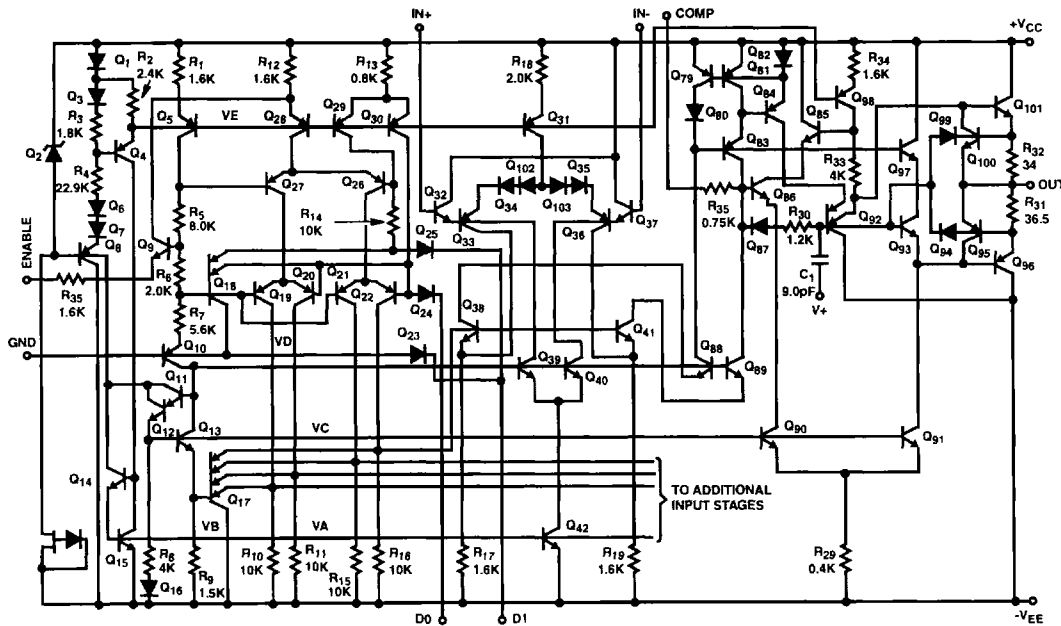 IN+
IN-
COMP
+VCC
Q1
R2
2.4K
R1
1.6K
R12
1.6K
R13
0.8K
R18
2.0K
Q82
Q79
Q81
R34
1.6K
Q3
R3
1.8K
Q5
VE
Q28
Q29
Q30
Q31
Q80
Q84
Q85
Q98
Q101
Q2
Q4
Q83
Q99
Q100
R32
34
R4
22.9K
Q27
Q26
Q32
Q102
Q35
Q97
R33
4K
OUT
Q34
Q103
Q86
R31
36.5
Q6
Q7
Q8
R5
8.0K
R14
10K
Q33
Q36
Q37
R35
0.75K
Q87
R30
1.2K
Q92
Q93
Q94
Q95
Q96
ENABLE
Q9
Q25
R6
2.0K
R35
1.6K
Q18
Q19
Q20
Q21
Q22
Q24
C1
9.0pF
V+
R7
5.6K
VD
Q38
Q41
GND
Q10
Q23
Q39
Q40
Q88
Q89
Q11
Q12
Q13
VC
Q90
Q91
Q14
Q17
TO ADDITIONAL
INPUT STAGES
VB
VA
Q42
Q15
R8
4K
R9
1.5K
R10
10K
R11
10K
R15
10K
R16
10K
R17
1.6K
R19
1.6K
R29
0.4K
Q16
D0
D1
-VEE